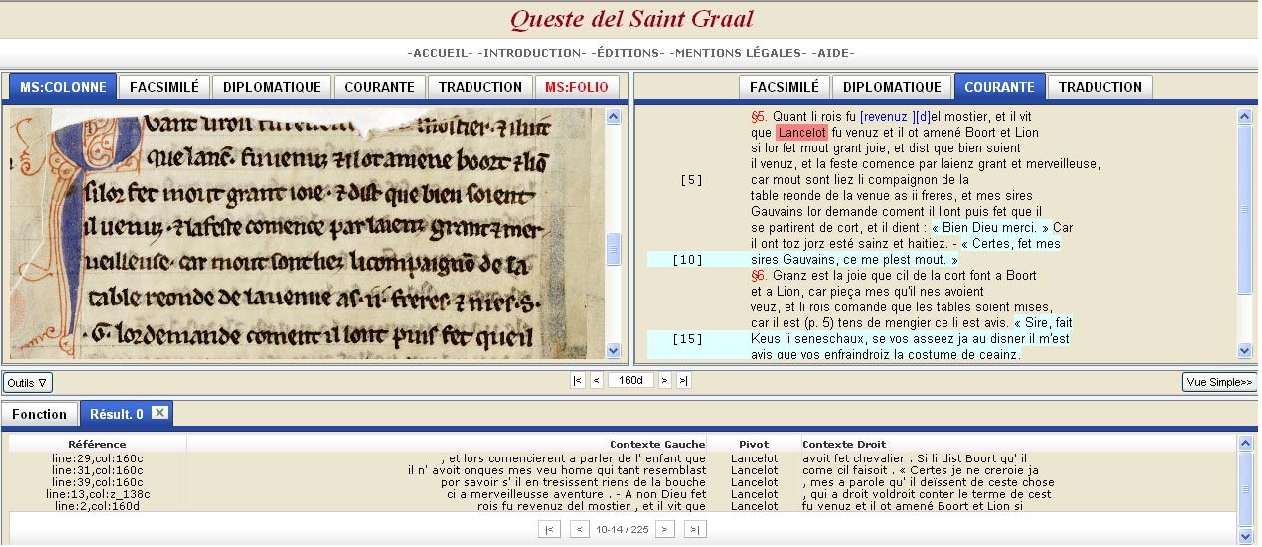 Queste del Saint Graal
-ACCUEIL- -INTRODUCTION- -ÉDITIONS- -MENTIONS LÉGALES- -AIDE-
MS:COLONNE FACSIMILÉ DIPLOMATIQUE COURANTE TRADUCTION MS:FOLIO
que lanc̄. fu uenuz ⁊ il ot amene boort ⁊ liō
si lor fet mout grant ioie. ⁊ dist que bien soient
il uenuz. ⁊ la feste comence par laienz grant ⁊ mer-
ueilleuse. car mout sont liez li compaignō de la
table reonde de la uenue as .ii. freres. ⁊ mes .s.
.G. lor demande coment il lont puis fet que il
FACSIMILÉ DIPLOMATIQUE COURANTE TRADUCTION
§5. Quant li rois fu [revenuz ][d]el mostier, et il vit
que Lancelot fu venuz et il ot amené Boort et Lion
si lor fet mout grant joie, et dist que bien soient
il venuz, et la feste comence par laienz grant et merveilleuse,
[5] car mout sont liez li compaignon de la
table reonde de la venue as ii freres, et mes sires
Gauvains lor demande coment il lont puis fet que il
se partirent de cort, et il dient : « Bien Dieu merci. » Car
il ont toz jorz esté sainz et haitiez. - « Certes, fet mes
[10] sires Gauvains, ce me plest mout. »
§6. Granz est la joie que cil de la cort font a Boort
et a Lion, car pieça mes qu'il nes avoient
veuz, et li rois comande que les tables soient mises,
car il est (p. 5) tens de mengier ce li est avis. « Sire, fait
[15] Keus li seneschaux, se vos asseez ja au disner il m'est
avis que vos enfraindroiz la costume de ceainz.
Outils ∇
|< < 160d > >|
Vue Simple>>
Fonction Résult. 0 x
Référence Contexte Gauche Pivot Contexte Droit
line:29,col:160c , et lors comencierent a parler de l' enfant que Lancelot avoit fet chevalier . Si li dist Boort qu' il
line:31,col:160c il n' avoit onques mes veu home qui tant resemblast Lancelot come cil faisoit . « Certes je ne creroie ja
line:39,col:160c por savoir s' il en tresissent riens de la bouche Lancelot , mes a parole qu' il deïssent de ceste chose
line:13,col:z_138c ci a merveilleusse aventure . - A non Dieu fet Lancelot , qui a droit voldroit conter le terme de cest
line:2,col:160d rois fu revenuz del mostier , et il vit que Lancelot fu venuz et il ot amené Boort et Lion si
|< < 10-14 / 225 > >|